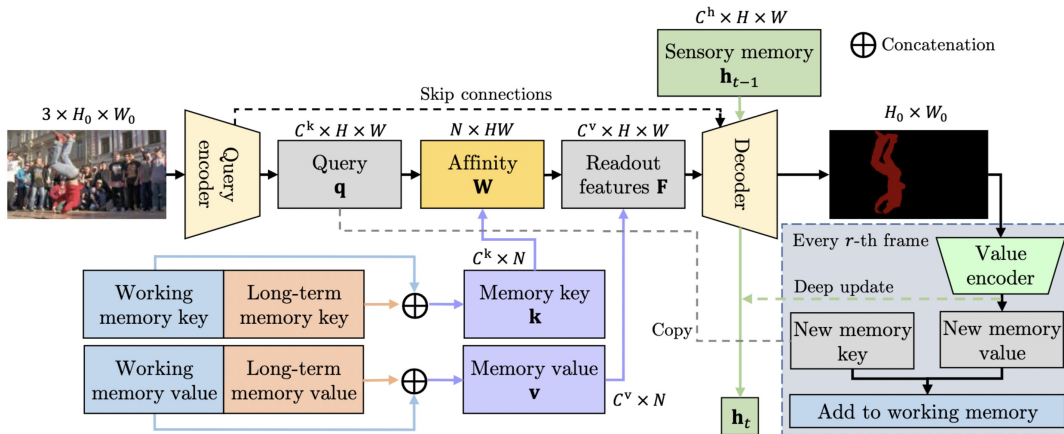 C^h × H × W
Sensory memory
h_{t−1}
⊕ Concatenation
3 × H_0 × W_0
Skip connections
H_0 × W_0
Query
encoder
C^k × H × W
Query
q
N × HW
Affinity
W
C^v × H × W
Readout
features F
Decoder
Every r-th frame
Value
encoder
Deep update
C^k × N
Working
memory key
Long-term
memory key
⊕
Memory key
k
Copy
New memory
key
New memory
value
Working
memory value
Long-term
memory value
⊕
Memory value
v
C^v × N
h_t
Add to working memory